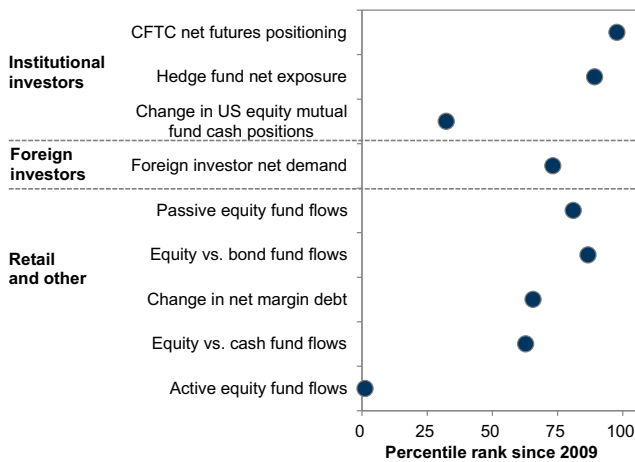 CFTC net futures positioning
Institutional
investors
Hedge fund net exposure
Change in US equity mutual
fund cash positions
Foreign
investors
Foreign investor net demand
Passive equity fund flows
Retail
and other
Equity vs. bond fund flows
Change in net margin debt
Equity vs. cash fund flows
Active equity fund flows
0 25 50 75 100
Percentile rank since 2009